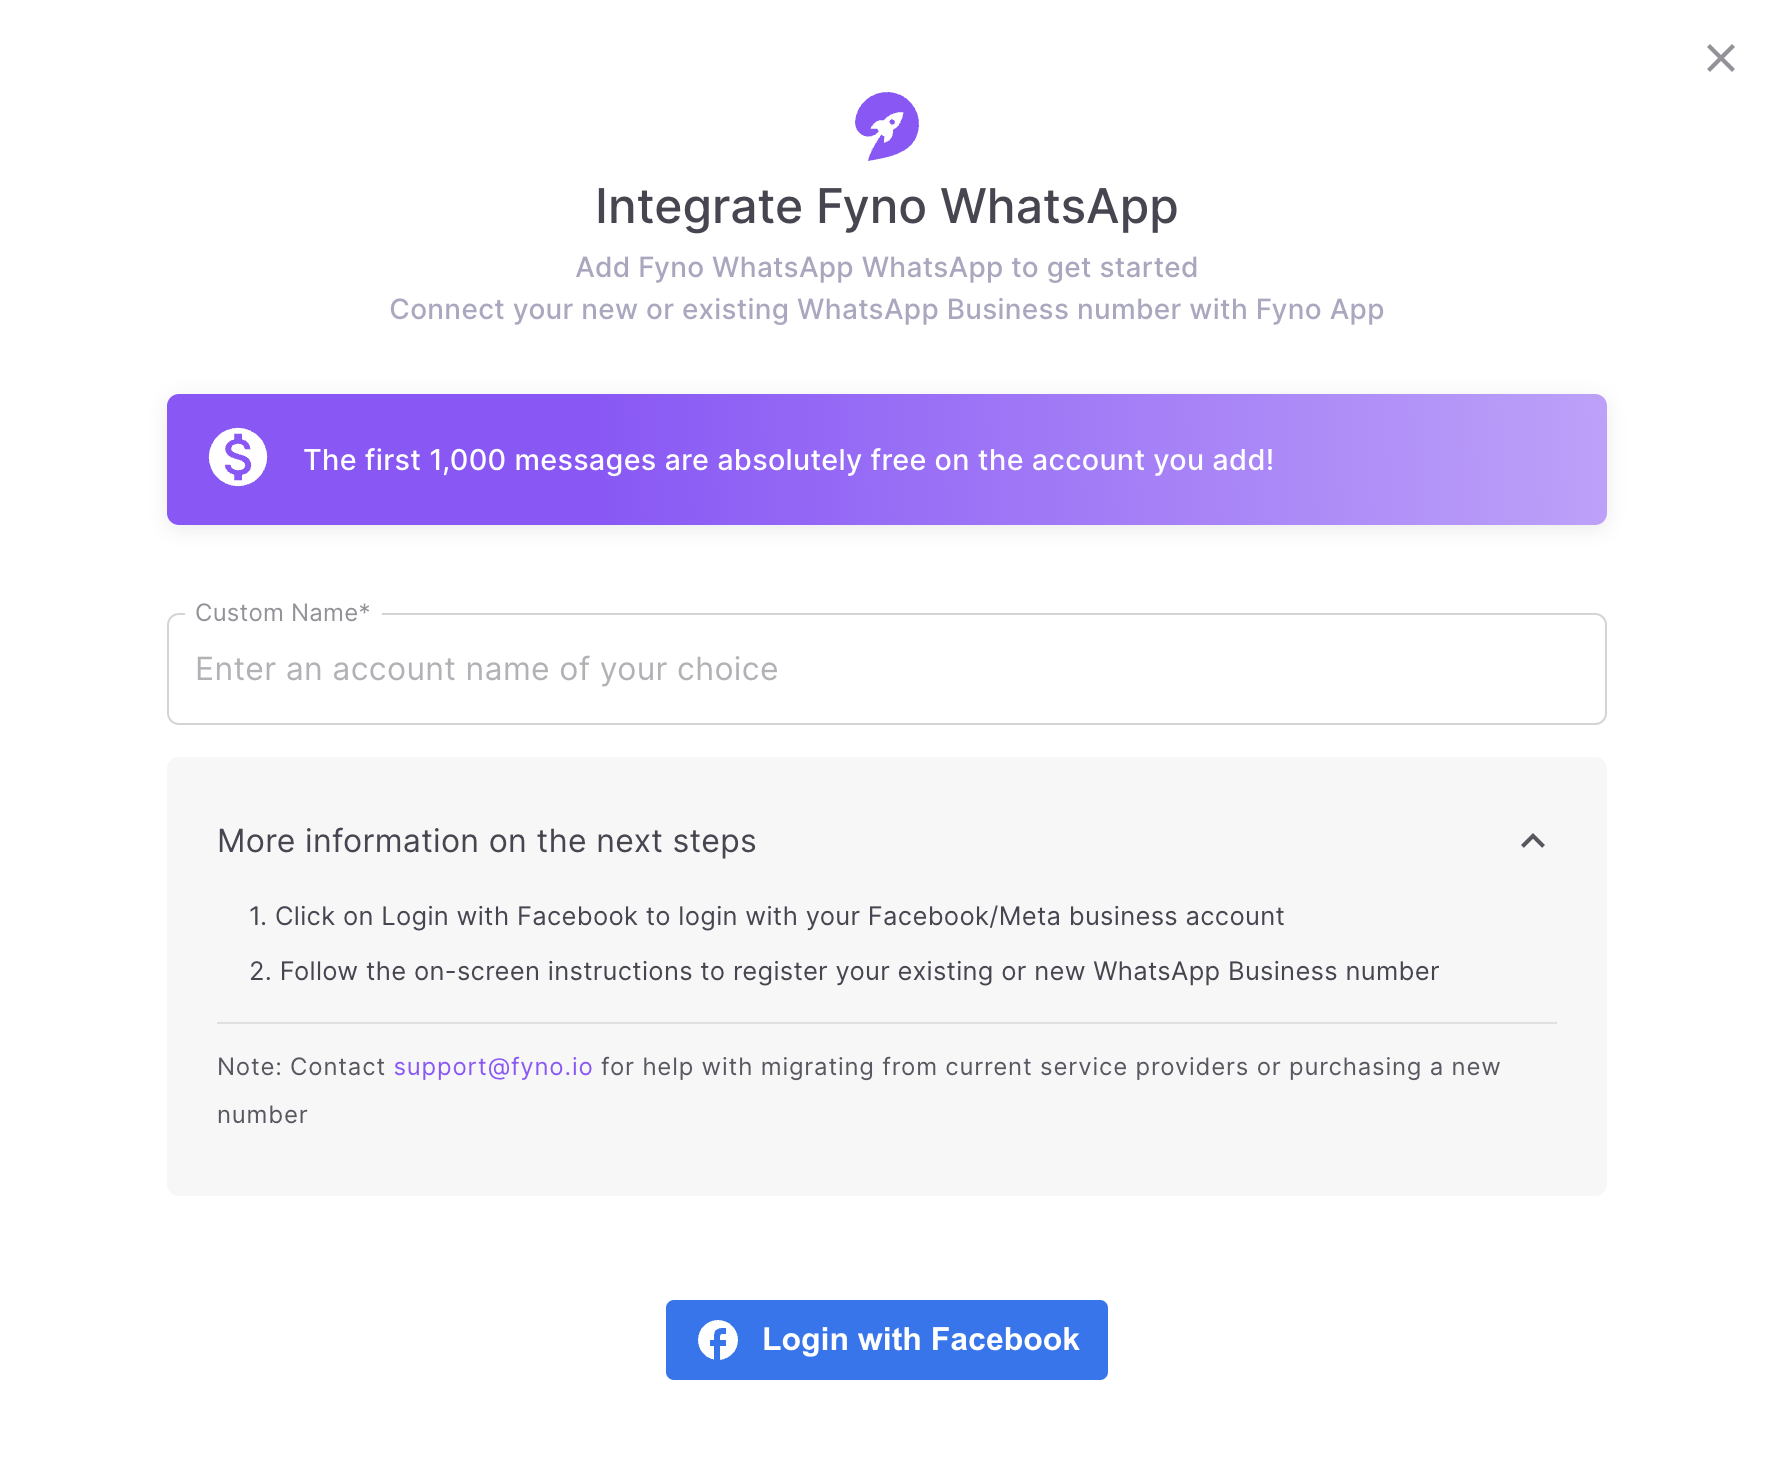 Integrate Fyno WhatsApp
Add Fyno WhatsApp WhatsApp to get started
Connect your new or existing WhatsApp Business number with Fyno App
The first 1,000 messages are absolutely free on the account you add!
Custom Name*
Enter an account name of your choice
More information on the next steps
1. Click on Login with Facebook to login with your Facebook/Meta business account
2. Follow the on-screen instructions to register your existing or new WhatsApp Business number
Note: Contact support@fyno.io for help with migrating from current service providers or purchasing a new
number
Login with Facebook